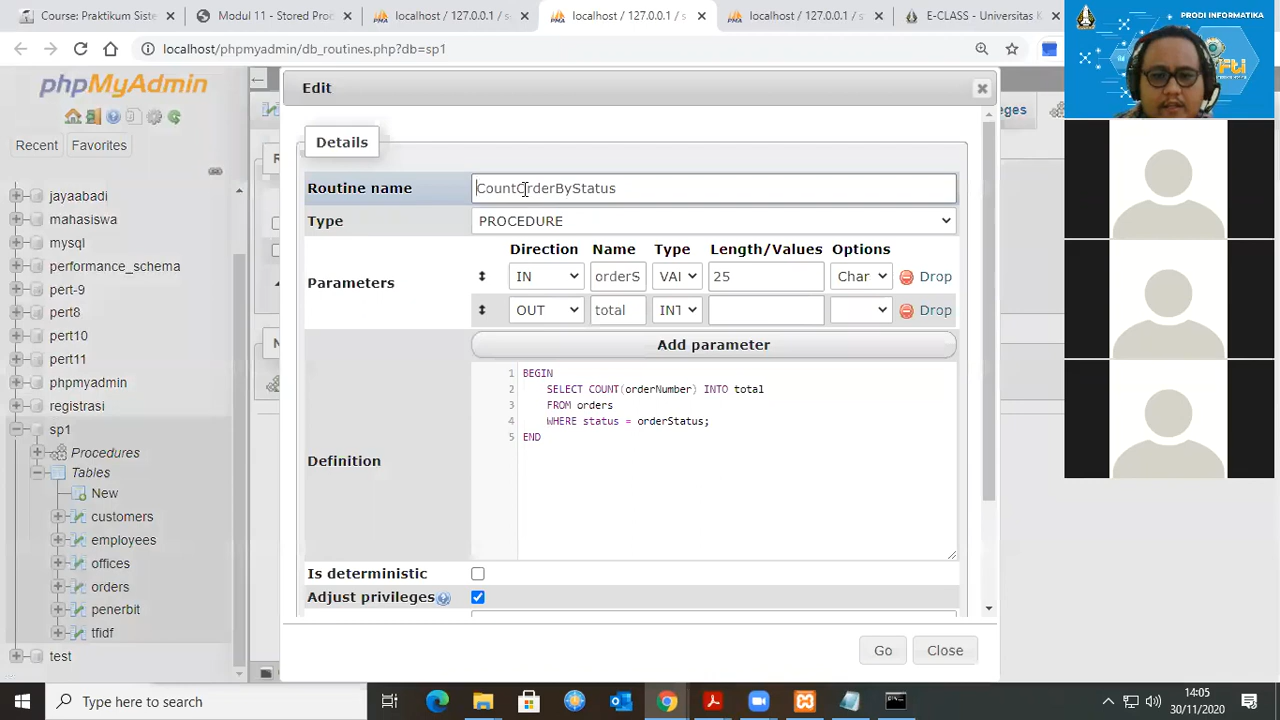 Course: Praktikum Siste
Modul 11 - Stored Proc
localhost / 127.0.0.1 / s
localhost / 127.0.0.1 / s
localhost / 127.0.0.1 / s
E-CLASS - Universitas K
localhost/phpmyadmin/db_routines.php?db=sp1
PRODI INFORMATIKA
phpMyAdmin
Recent
Favorites
jayaabadi
mahasiswa
mysql
performance_schema
pert-9
pert8
pert10
pert11
phpmyadmin
registrasi
sp1
Procedures
Tables
New
customers
employees
offices
orders
penerbit
tfidf
test
Edit
Details
Routine name
CountOrderByStatus
Type
PROCEDURE
Parameters
Direction Name Type Length/Values Options
IN orderS VAI 25 Char Drop
OUT total INT Drop
Add parameter
Definition
1 BEGIN
2 SELECT COUNT(orderNumber) INTO total
3 FROM orders
4 WHERE status = orderStatus;
5 END
Is deterministic
Adjust privileges
Go
Close
eges
Type here to search
14:05
30/11/2020